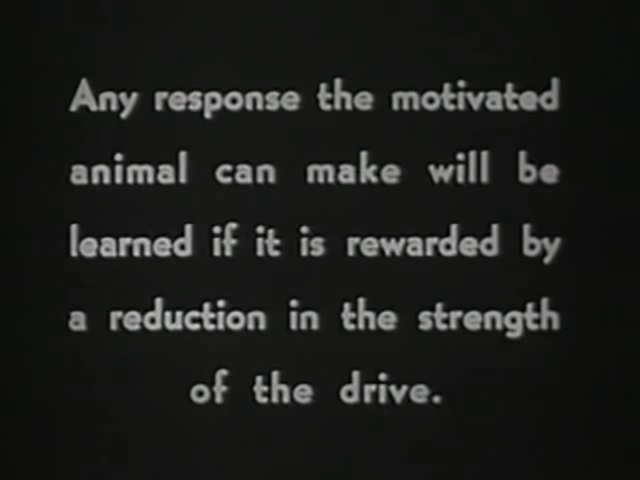 Any response the motivated
animal can make will be
learned if it is rewarded by
a reduction in the strength
of the drive.